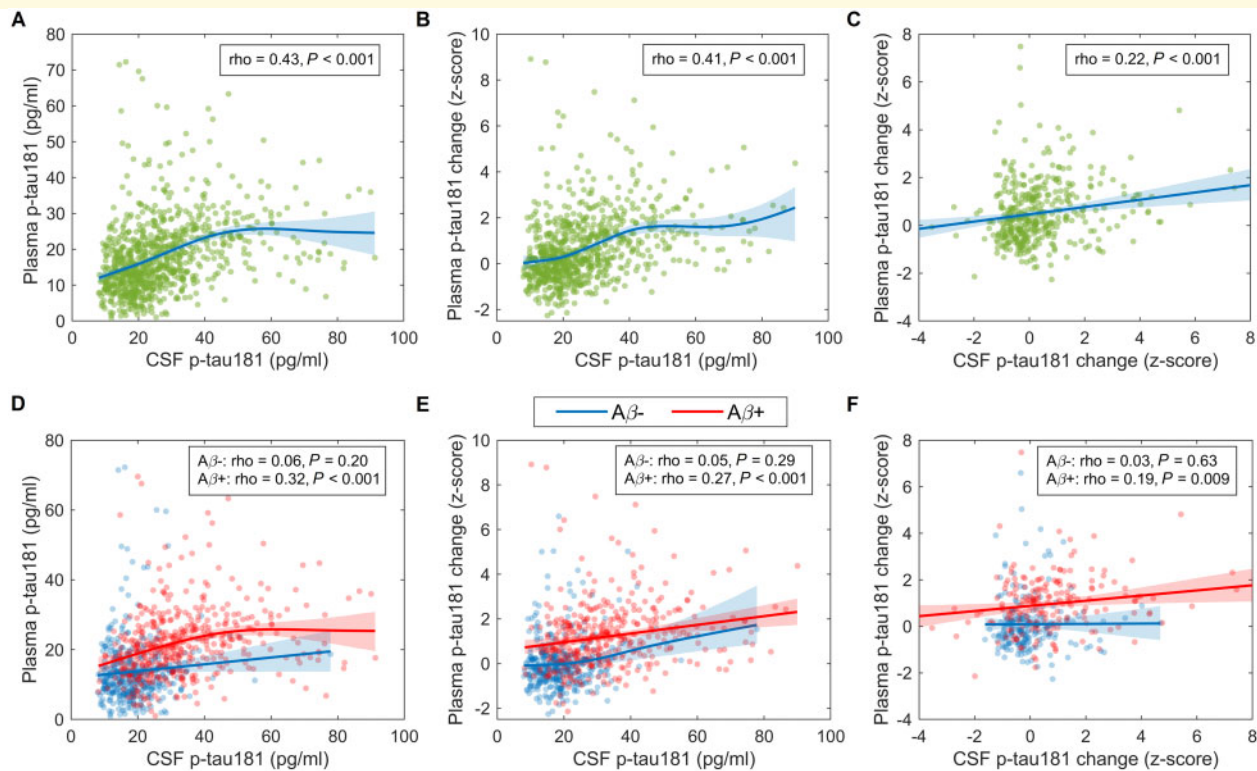 A
rho = 0.43, P < 0.001
Plasma p-tau181 (pg/ml)
80
70
60
50
40
30
20
10
0
0 20 40 60 80 100
CSF p-tau181 (pg/ml)
B
rho = 0.41, P < 0.001
Plasma p-tau181 change (z-score)
10
8
6
4
2
0
-2
0 20 40 60 80 100
CSF p-tau181 (pg/ml)
C
rho = 0.22, P < 0.001
Plasma p-tau181 change (z-score)
8
6
4
2
0
-2
-4
-4 -2 0 2 4 6 8
CSF p-tau181 change (z-score)
Aβ- Aβ+
D
Aβ-: rho = 0.06, P = 0.20
Aβ+: rho = 0.32, P < 0.001
Plasma p-tau181 (pg/ml)
80
60
40
20
0
0 20 40 60 80 100
CSF p-tau181 (pg/ml)
E
Aβ-: rho = 0.05, P = 0.29
Aβ+: rho = 0.27, P < 0.001
Plasma p-tau181 change (z-score)
10
8
6
4
2
0
-2
0 20 40 60 80 100
CSF p-tau181 (pg/ml)
F
Aβ-: rho = 0.03, P = 0.63
Aβ+: rho = 0.19, P = 0.009
Plasma p-tau181 change (z-score)
8
6
4
2
0
-2
-4
-4 -2 0 2 4 6 8
CSF p-tau181 change (z-score)